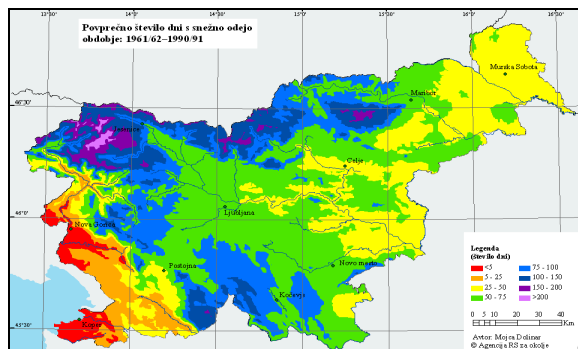 13°30' 14°00' 14°30' 15°00' 15°30' 16°00' 16°30'
Povprečno število dni s snežno odejo
obdobje: 1961/62–1990/91
Murska Sobota
Maribor
46°30'
Jesenice
Celje
Ljubljana
46°0'
Nova Gorica
Postojna
Novo mesto
Kočevje
Koper
45°30'
Legenda
(število dni)
<5
5 - 25
25 - 50
50 - 75
75 - 100
100 - 150
150 - 200
>200
0 5 10 20 30 40
Km
Avtor: Mojca Dolinar
© Agencija RS za okolje